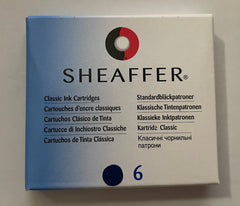 SHEAFFER®
Classic Ink Cartridges
Cartouches d'encre classiques
Cartuchos Clásico de Tinta
Cartucce di Inchiostro Classiche
Cartuchos de Tinta Clássica
Standardbläckpatroner
Klassische Tintenpatronen
Klassieke Inktpatronen
Kartridż Classic
Класичні чорнильні
патрони
6